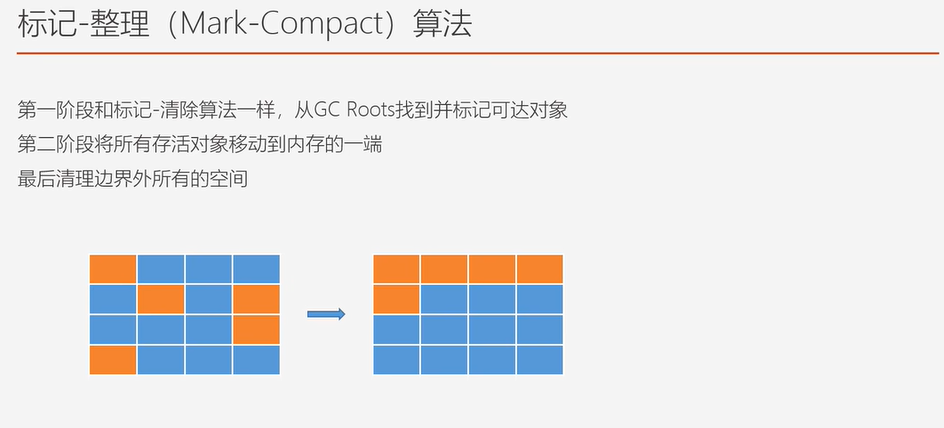 标记-整理（Mark-Compact）算法
第一阶段和标记-清除算法一样，从GC Roots找到并标记可达对象
第二阶段将所有存活对象移动到内存的一端
最后清理边界外所有的空间